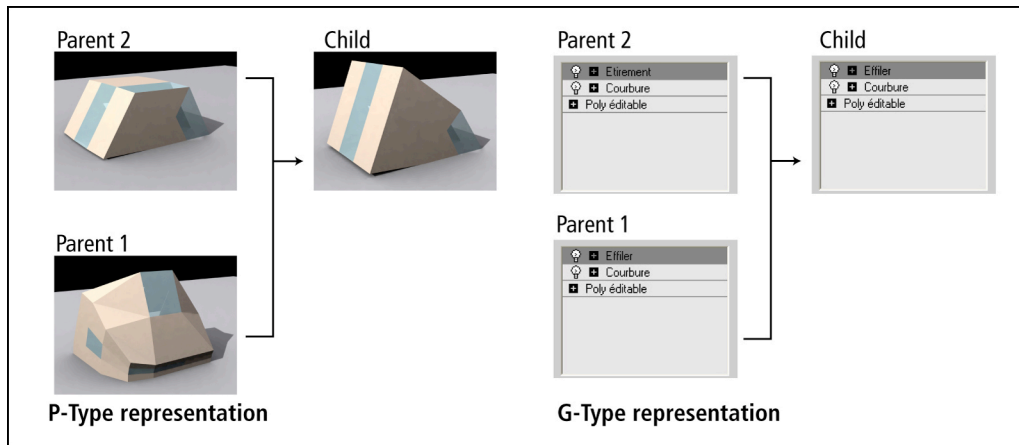 Parent 2
Child
Parent 1
P-Type representation
Parent 2
Etirement
Courbure
Poly éditable
Child
Effiler
Courbure
Poly éditable
Parent 1
Effiler
Courbure
Poly éditable
G-Type representation